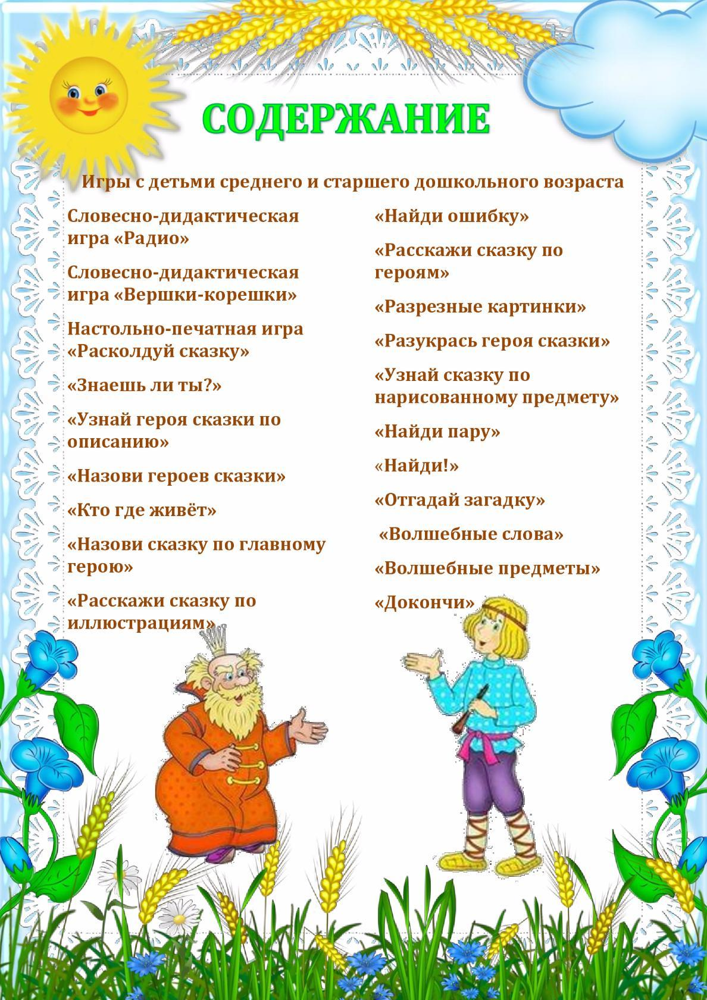 СОДЕРЖАНИЕ
Игры с детьми среднего и старшего дошкольного возраста
Словесно-дидактическая
игра «Радио»
Словесно-дидактическая
игра «Вершки-корешки»
Настольно-печатная игра
«Расколдуй сказку»
«Знаешь ли ты?»
«Узнай героя сказки по
описанию»
«Назови героев сказки»
«Кто где живёт»
«Назови сказку по главному
герою»
«Расскажи сказку по
иллюстрациям»
«Найди ошибку»
«Расскажи сказку по
героям»
«Разрезные картинки»
«Разукрась героя сказки»
«Узнай сказку по
нарисованному предмету»
«Найди пару»
«Найди!»
«Отгадай загадку»
«Волшебные слова»
«Волшебные предметы»
«Докончи»